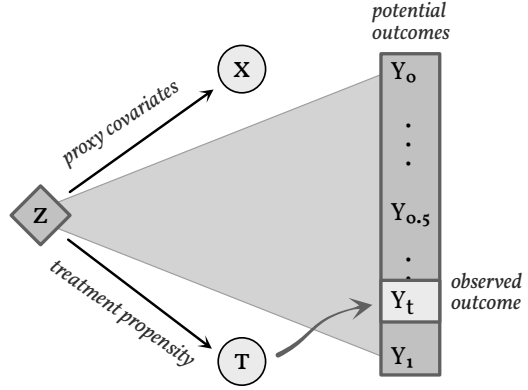 potential
outcomes
X
Y0
proxy covariates
Z
Y0.5
treatment propensity
observed
outcome
Yt
T
Y1